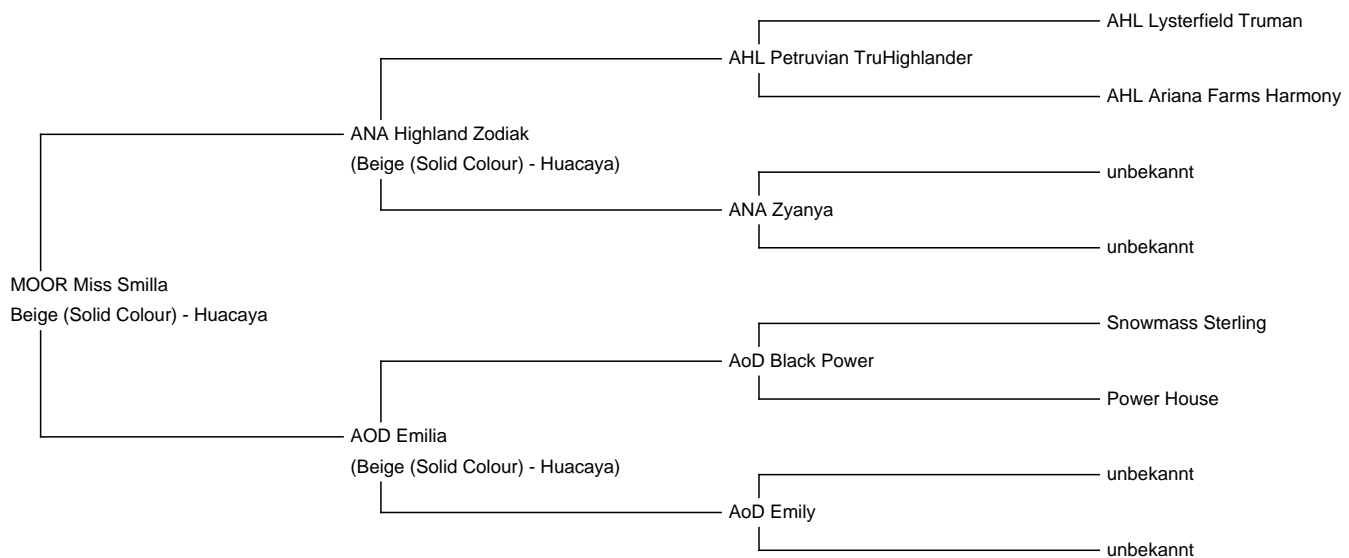 AHL Lysterfield Truman
AHL Petruvian TruHighlander
AHL Ariana Farms Harmony
ANA Highland Zodiak
(Beige (Solid Colour) - Huacaya)
unbekannt
ANA Zyanya
unbekannt
MOOR Miss Smilla
Beige (Solid Colour) - Huacaya
Snowmass Sterling
AoD Black Power
Power House
AOD Emilia
(Beige (Solid Colour) - Huacaya)
unbekannt
AoD Emily
unbekannt